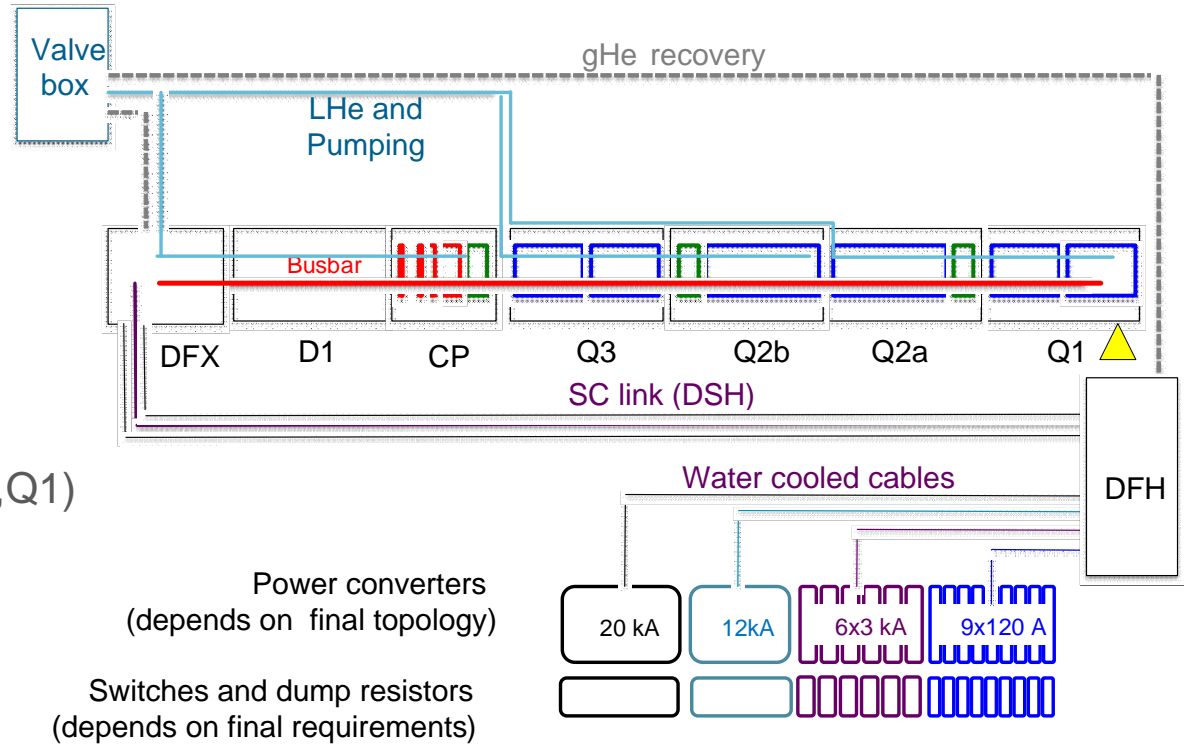 Valve
box
gHe recovery
LHe and
Pumping
Busbar
DFX
D1
CP
Q3
Q2b
Q2a
Q1
SC link (DSH)
,Q1)
Water cooled cables
DFH
Power converters
(depends on final topology)
20 kA
12kA
6x3 kA
9x120 A
Switches and dump resistors
(depends on final requirements)